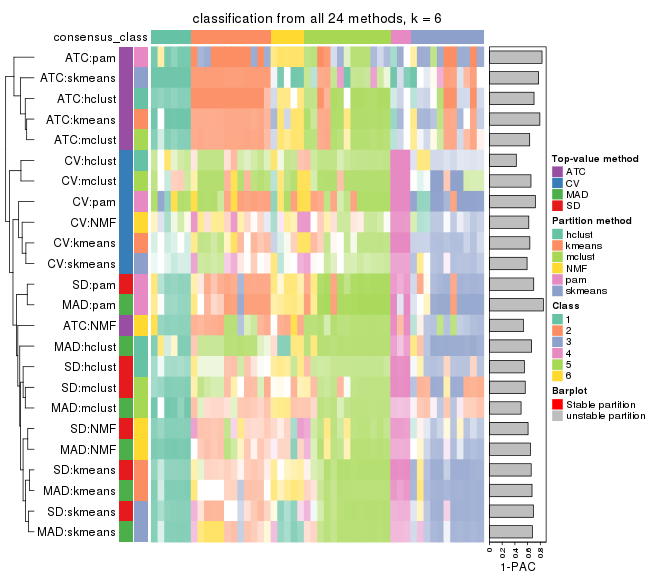 classification from all 24 methods, k = 6
consensus_class
ATC:pam
ATC:skmeans
ATC:hclust
ATC:kmeans
ATC:mclust
CV:hclust
CV:mclust
CV:pam
CV:NMF
CV:kmeans
CV:skmeans
SD:pam
MAD:pam
ATC:NMF
MAD:hclust
SD:hclust
SD:mclust
MAD:mclust
SD:NMF
MAD:NMF
SD:kmeans
MAD:kmeans
SD:skmeans
MAD:skmeans
0 0.2 0.4 0.6 0.8
1-PAC
Top-value method
ATC
CV
MAD
SD
Partition method
hclust
kmeans
mclust
NMF
pam
skmeans
Class
1
2
3
4
5
6
Barplot
Stable partition
unstable partition